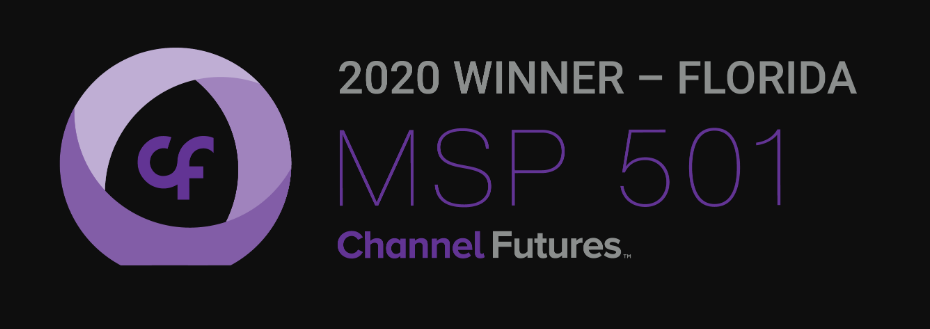 cf
2020 WINNER – FLORIDA
MSP 501
Channel Futures™